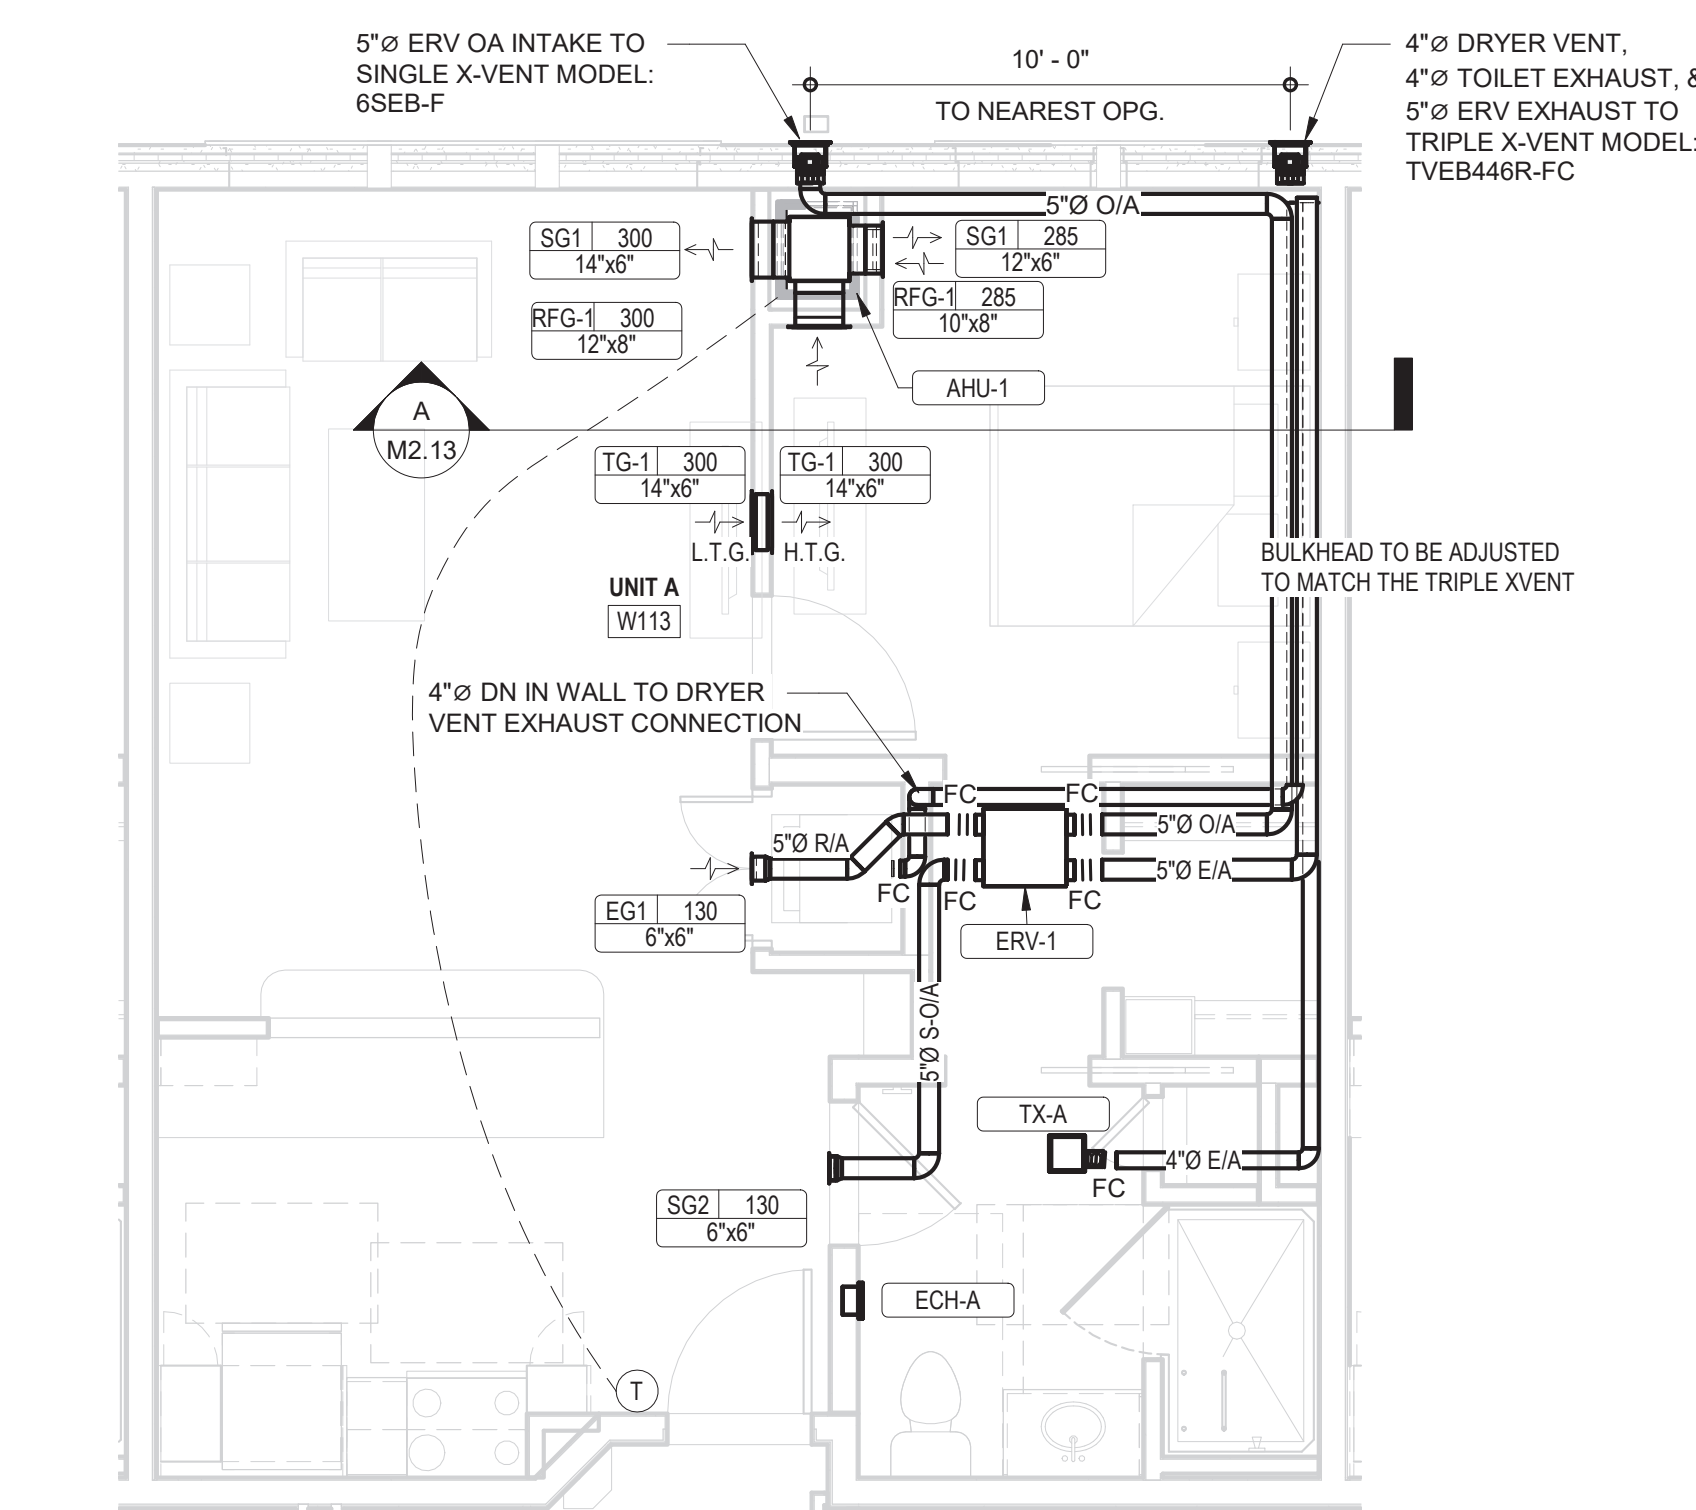 5"Ø ERV OA INTAKE TO
SINGLE X-VENT MODEL:
6SEB-F
10' - 0"
TO NEAREST OPG.
4"Ø DRYER VENT,
4"Ø TOILET EXHAUST, &
5"Ø ERV EXHAUST TO
TRIPLE X-VENT MODEL:
TVEB446R-FC
5"Ø O/A
SG1 300
14"x6"
SG1 285
12"x6"
RFG-1 300
12"x8"
RFG-1 285
10"x8"
AHU-1
A
M2.13
TG-1 300
14"x6"
TG-1 300
14"x6"
L.T.G.
H.T.G.
BULKHEAD TO BE ADJUSTED
TO MATCH THE TRIPLE XVENT
UNIT A
W113
4"Ø DN IN WALL TO DRYER
VENT EXHAUST CONNECTION
FC
FC
5"Ø R/A
5"Ø O/A
5"Ø E/A
FC
FC
FC
EG1 130
6"x6"
ERV-1
5"Ø S-O/A
TX-A
4"Ø E/A
FC
SG2 130
6"x6"
ECH-A
T